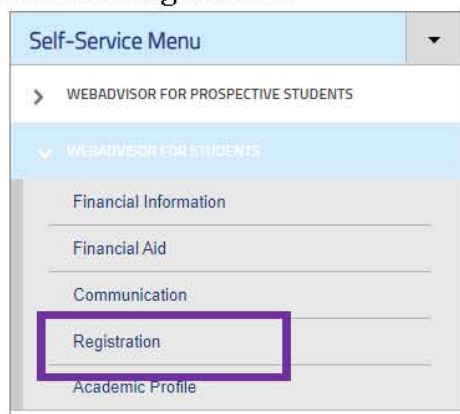 Self-Service Menu
WEBADVISOR FOR PROSPECTIVE STUDENTS
WEBADVISOR FOR STUDENTS
Financial Information
Financial Aid
Communication
Registration
Academic Profile